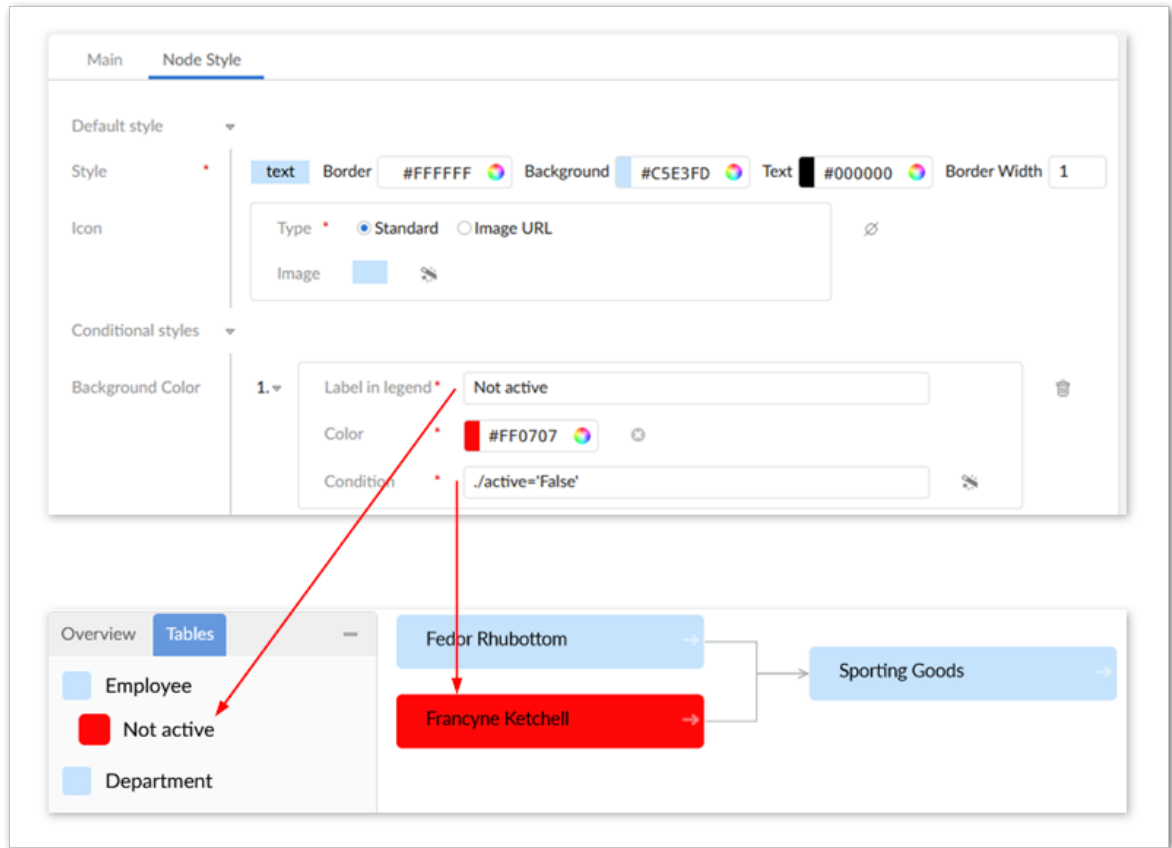 Main Node Style
Default style
Style * text Border #FFFFFF Background #C5E3FD Text #000000 Border Width 1
Icon Type * Standard Image URL
Image
Conditional styles
Background Color 1. Label in legend * Not active
Color * #FF0707
Condition * ./active='False'
Overview Tables
Employee
Not active
Department
Fedor Rhubottom
Francyne Ketchell
Sporting Goods